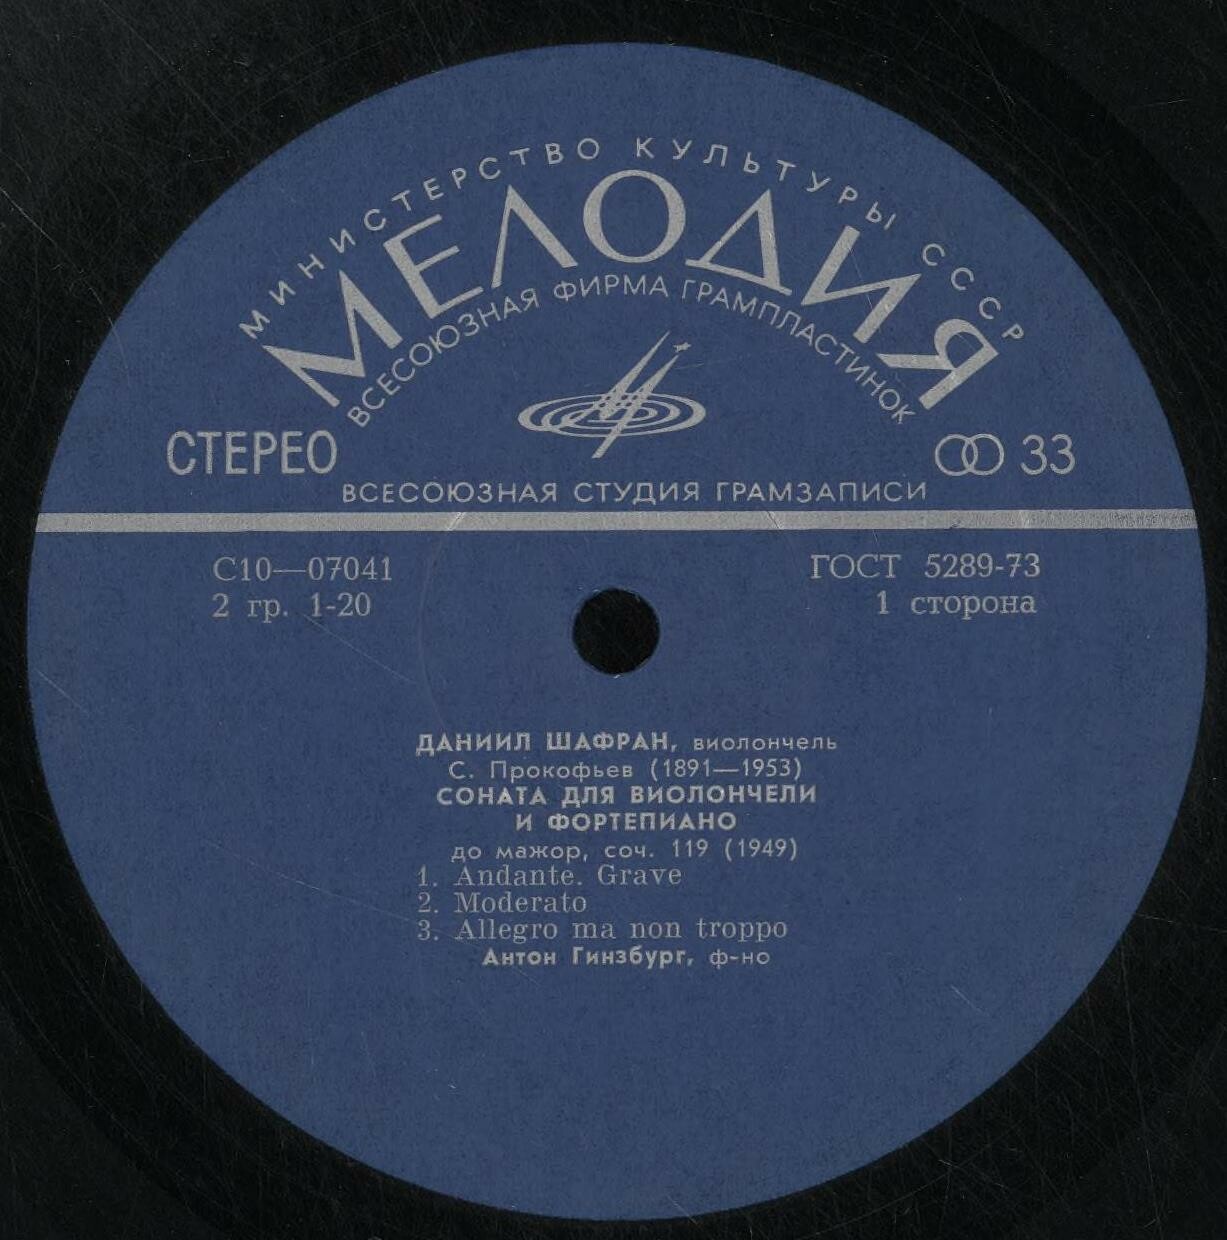 МИНИСТЕРСТВО КУЛЬТУРЫ СССР
МЕЛОДИЯ
ВСЕСОЮЗНАЯ ФИРМА ГРАМПЛАСТИНОК
СТЕРЕО
33
ВСЕСОЮЗНАЯ СТУДИЯ ГРАМЗАПИСИ
С10—07041
2 гр. 1-20
ГОСТ 5289-73
1 сторона
ДАНИИЛ ШАФРАН, виолончель
С. Прокофьев (1891—1953)
СОНАТА ДЛЯ ВИОЛОНЧЕЛИ
И ФОРТЕПИАНО
до мажор, соч. 119 (1949)
1. Andante. Grave
2. Moderato
3. Allegro ma non troppo
Антон Гинзбург, ф-но